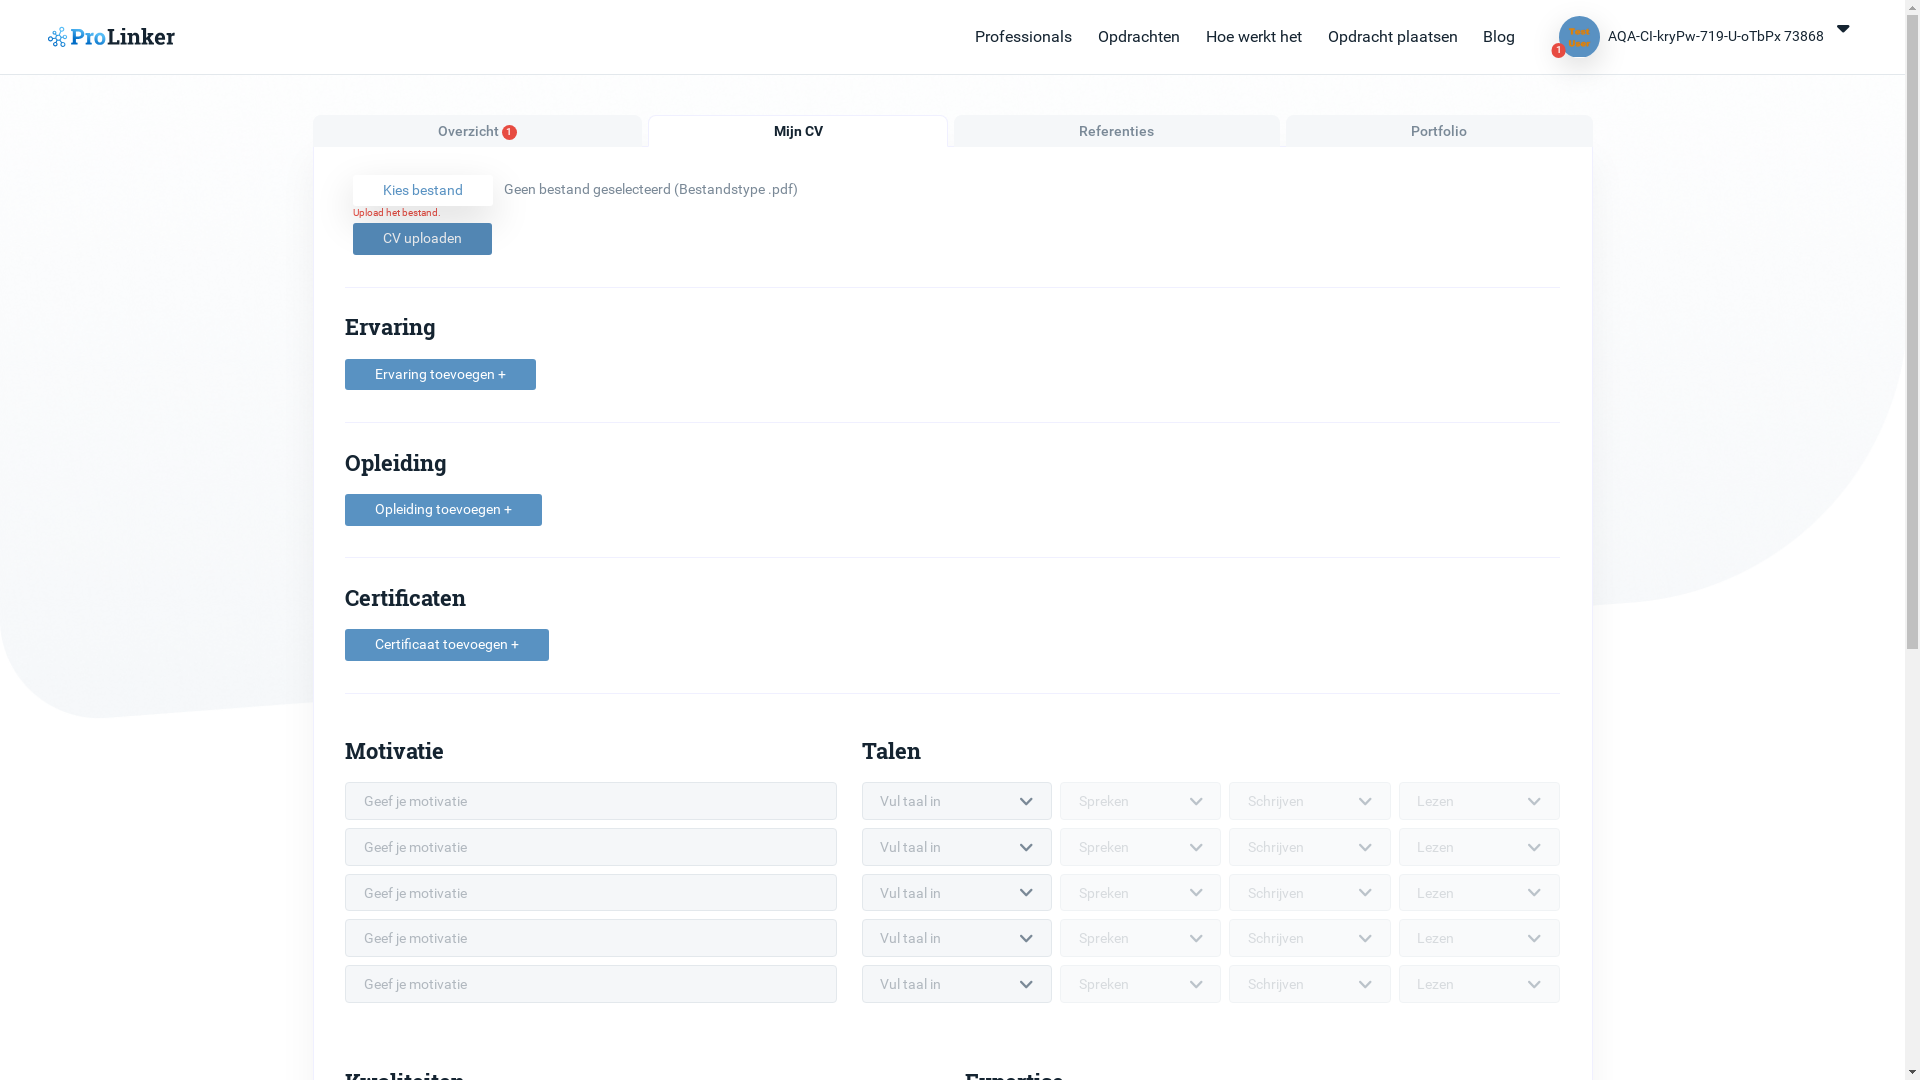 ProLinker
Professionals Opdrachten Hoe werkt het Opdracht plaatsen Blog
Test User
1
AQA-CI-kryPw-719-U-oTbPx 73868
Overzicht 1 Mijn CV Referenties Portfolio
Kies bestand Geen bestand geselecteerd (Bestandstype .pdf)
Upload het bestand.
CV uploaden
Ervaring
Ervaring toevoegen +
Opleiding
Opleiding toevoegen +
Certificaten
Certificaat toevoegen +
Motivatie Talen
Geef je motivatie Vul taal in Spreken Schrijven Lezen
Geef je motivatie Vul taal in Spreken Schrijven Lezen
Geef je motivatie Vul taal in Spreken Schrijven Lezen
Geef je motivatie Vul taal in Spreken Schrijven Lezen
Geef je motivatie Vul taal in Spreken Schrijven Lezen
Kwaliteiten Expertise